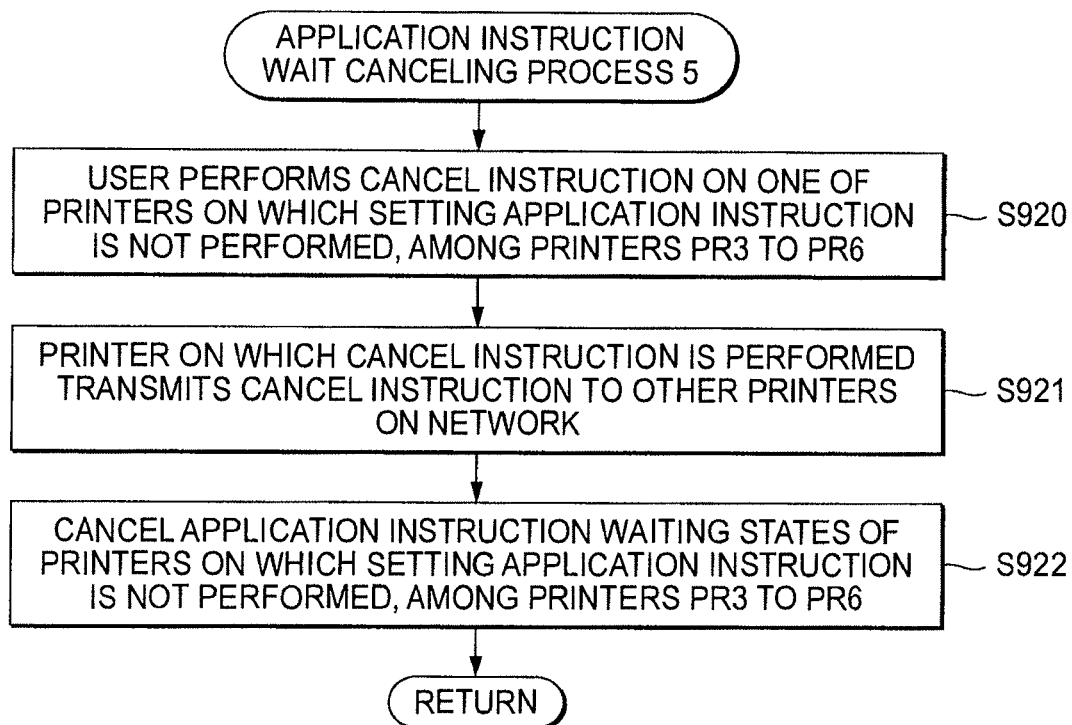 APPLICATION INSTRUCTION
WAIT CANCELING PROCESS 5
USER PERFORMS CANCEL INSTRUCTION ON ONE OF
PRINTERS ON WHICH SETTING APPLICATION INSTRUCTION
IS NOT PERFORMED, AMONG PRINTERS PR3 TO PR6
S920
PRINTER ON WHICH CANCEL INSTRUCTION IS PERFORMED
TRANSMITS CANCEL INSTRUCTION TO OTHER PRINTERS
ON NETWORK
S921
CANCEL APPLICATION INSTRUCTION WAITING STATES OF
PRINTERS ON WHICH SETTING APPLICATION INSTRUCTION
IS NOT PERFORMED, AMONG PRINTERS PR3 TO PR6
S922
RETURN